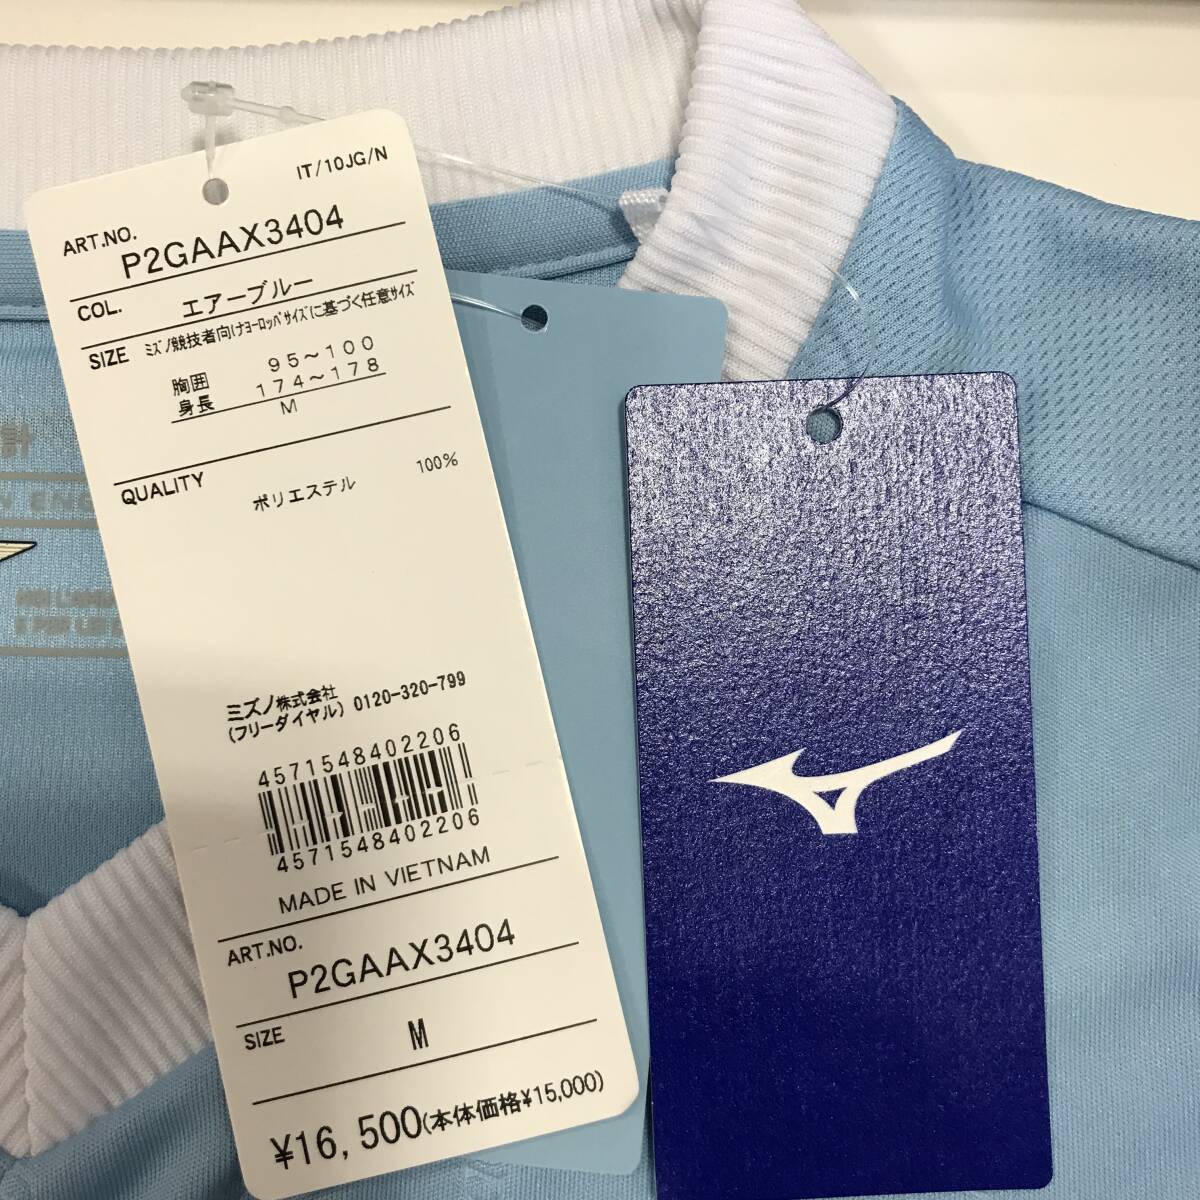 IT/10JG/N
ART.NO.
P2GAAX3404
COL.
エアーブルー
SIZE
ミズノ競技者向けヨーロッパサイズに基づく任意サイズ
胸囲 95~100
身長 174~178
M
QUALITY
ポリエステル 100%
ミズノ株式会社
(フリーダイヤル) 0120-320-799
4571548402206
4571548402206
MADE IN VIETNAM
ART.NO.
P2GAAX3404
SIZE
M
¥16,500(本体価格¥15,000)
計